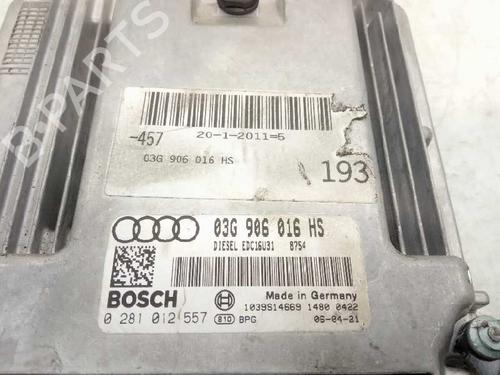 B-PARTS
-457
20-1-2011=5
03G 906 016 HS
193
03G 906 016 HS
DIESEL EDC16U31 8754
BOSCH
Made in Germany
1039S14669 1480 0422
0 281 012 557 e10 BPG 06-04-21